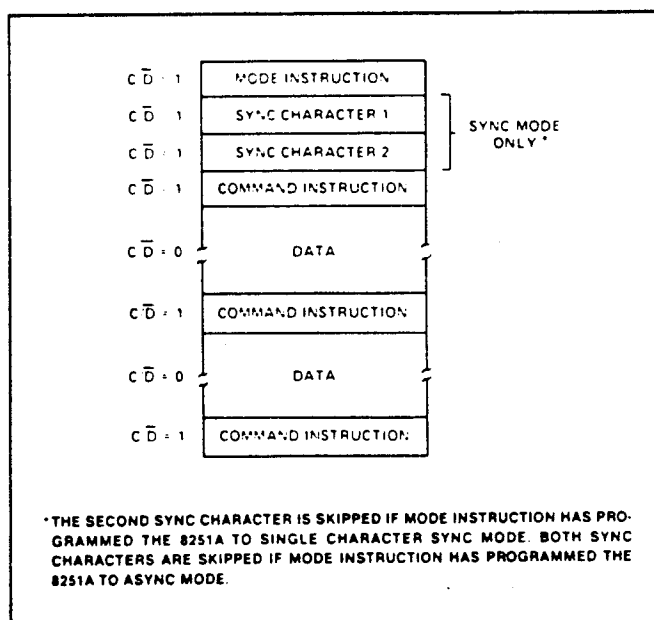 C D̅ = 1 MODE INSTRUCTION
C D̅ 1 SYNC CHARACTER 1
SYNC MODE
ONLY *
C D̅ = 1 SYNC CHARACTER 2
C D̅ = 1 COMMAND INSTRUCTION
C D̅ = 0 DATA
C D̅ = 1 COMMAND INSTRUCTION
C D̅ = 0 DATA
C D̅ = 1 COMMAND INSTRUCTION
*THE SECOND SYNC CHARACTER IS SKIPPED IF MODE INSTRUCTION HAS PRO-
GRAMMED THE 8251A TO SINGLE CHARACTER SYNC MODE. BOTH SYNC
CHARACTERS ARE SKIPPED IF MODE INSTRUCTION HAS PROGRAMMED THE
8251A TO ASYNC MODE.